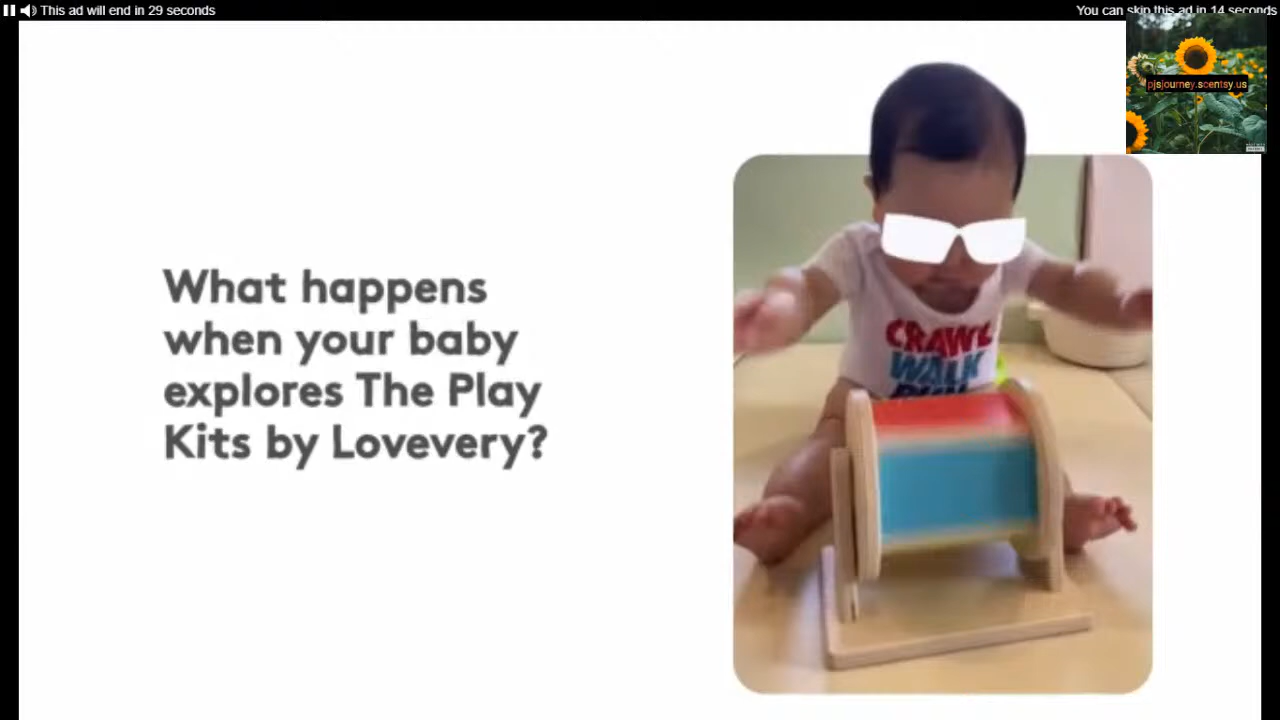 This ad will end in 29 seconds
You can skip this ad in 14 seconds
pjsjourney.scentsy.us
What happens
when your baby
explores The Play
Kits by Lovevery?
CRAWL
WALK